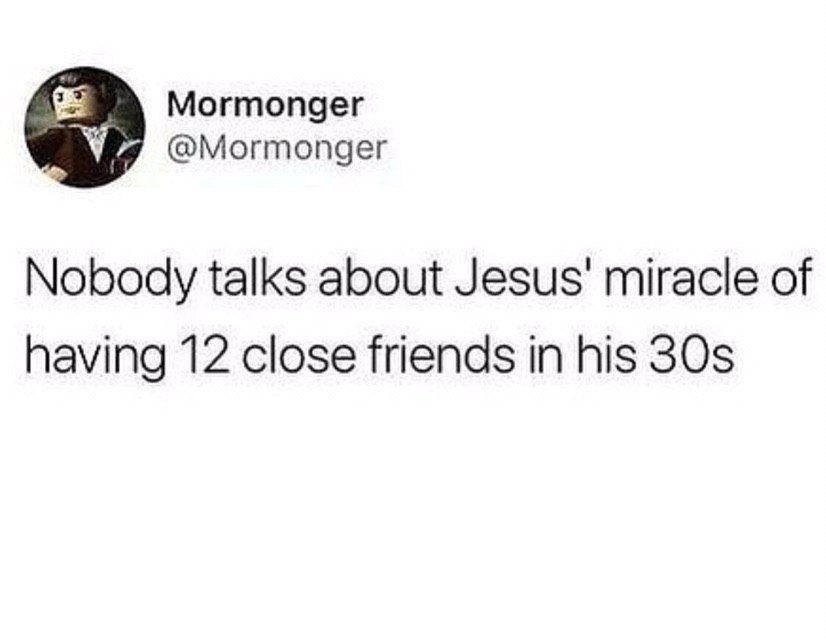 Mormonger
@Mormonger
Nobody talks about Jesus' miracle of
having 12 close friends in his 30s